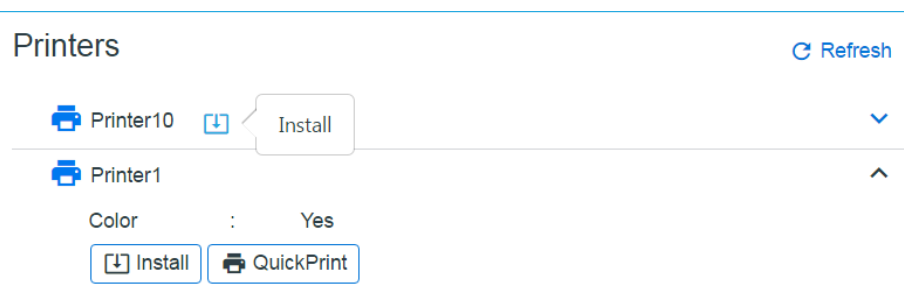 Printers
Refresh
Printer10
Install
Printer1
Color : Yes
Install QuickPrint